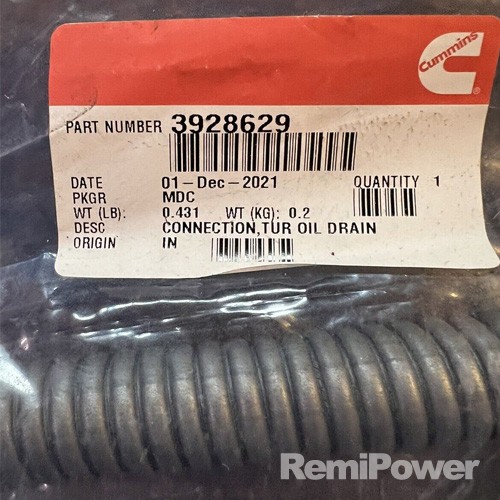 Cummins
®
PART NUMBER 3928629
DATE 01-Dec-2021 QUANTITY 1
PKGR MDC
WT (LB): 0.431 WT (KG): 0.2
DESC CONNECTION,TUR OIL DRAIN
ORIGIN IN
RemiPower